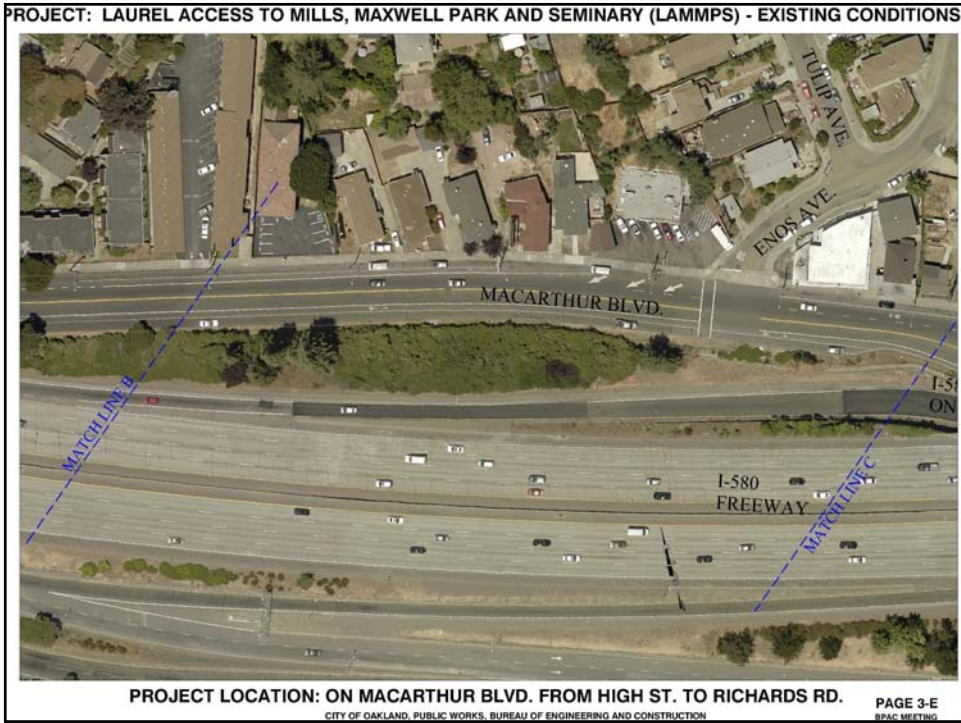 PROJECT: LAUREL ACCESS TO MILLS, MAXWELL PARK AND SEMINARY (LAMMPS) - EXISTING CONDITIONS
TULIP AVE.
ENOS AVE.
MACARTHUR BLVD.
I-58
ON
MATCH LINE B
I-580
FREEWAY
MATCH LINE C
PROJECT LOCATION: ON MACARTHUR BLVD. FROM HIGH ST. TO RICHARDS RD.
PAGE 3-E
CITY OF OAKLAND, PUBLIC WORKS, BUREAU OF ENGINEERING AND CONSTRUCTION
BPAC MEETING